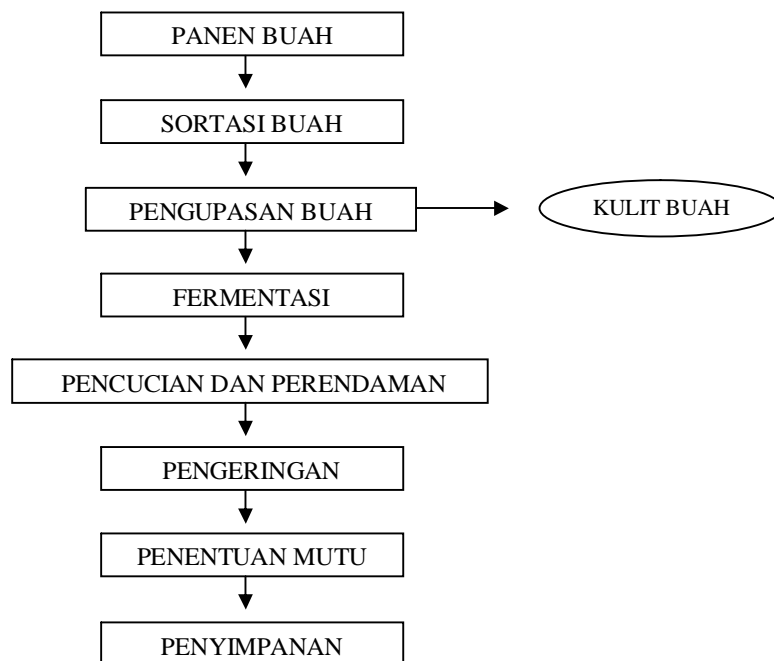 PANEN BUAH
SORTASI BUAH
PENGUPASAN BUAH
KULIT BUAH
FERMENTASI
PENCUCIAN DAN PERENDAMAN
PENGERINGAN
PENENTUAN MUTU
PENYIMPANAN